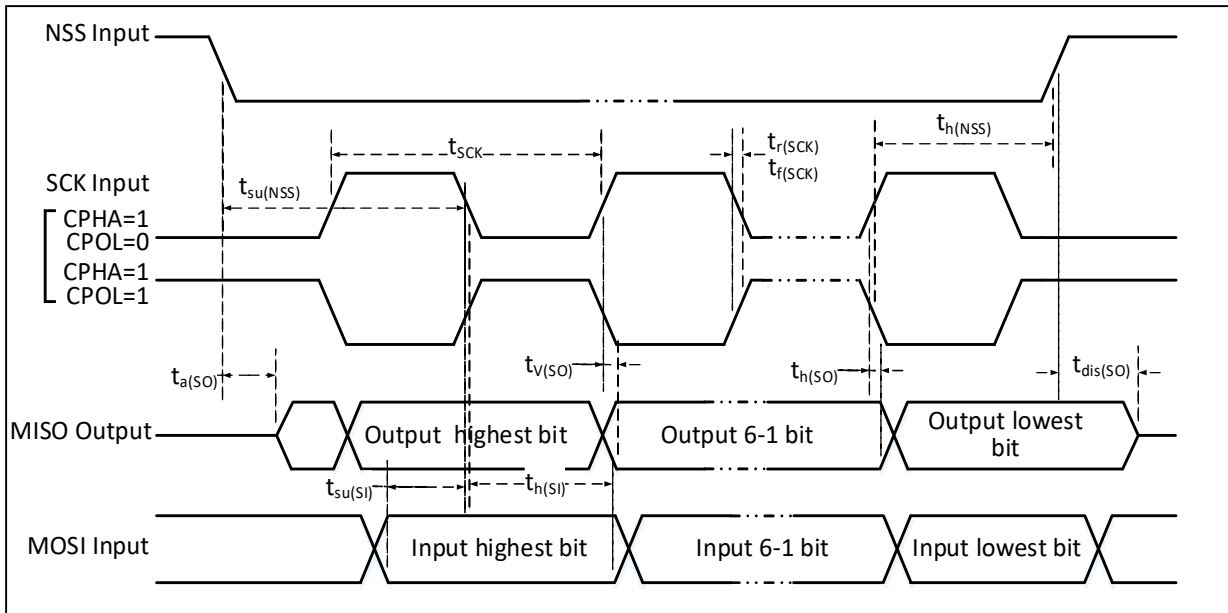 NSS Input
th(NSS)
tSCK
tr(SCK)
tf(SCK)
SCK Input
tsu(NSS)
CPHA=1
CPOL=0
CPHA=1
CPOL=1
ta(SO)
tV(SO)
th(SO)
tdis(SO)
MISO Output
Output highest bit
Output 6-1 bit
Output lowest
bit
tsu(SI)
th(SI)
MOSI Input
Input highest bit
Input 6-1 bit
Input lowest bit